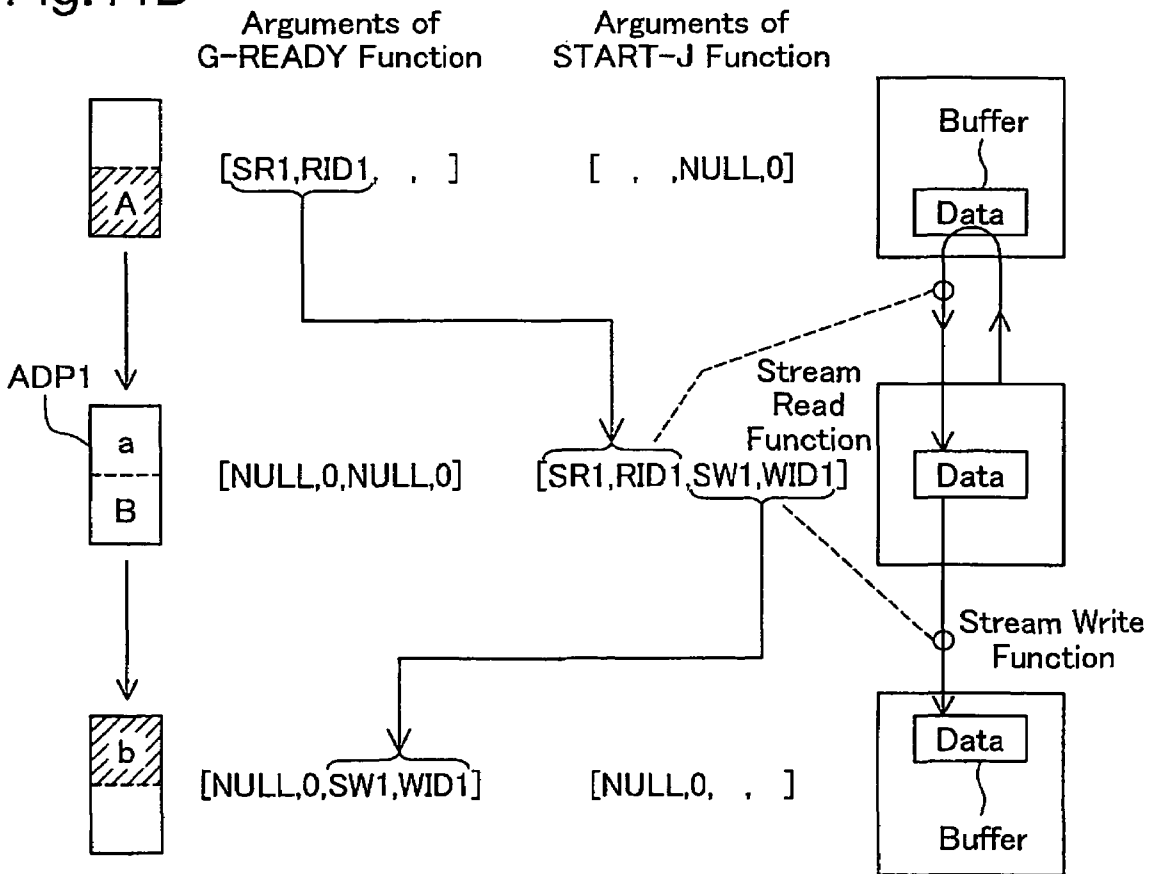 Arguments of
G-READY Function
Arguments of
START-J Function
Buffer
A
[SR1,RID1, , ]
[ , ,NULL,0]
Data
ADP1
Stream
Read
Function
a
B
[NULL,0,NULL,0]
[SR1,RID1,SW1,WID1]
Data
Stream Write
Function
b
[NULL,0,SW1,WID1]
[NULL,0, , ]
Data
Buffer